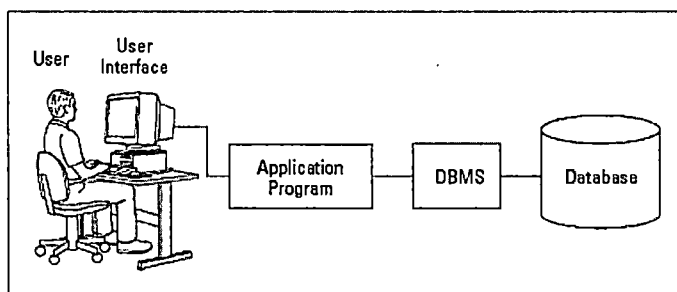 User
User
Interface
Application
Program
DBMS
Database